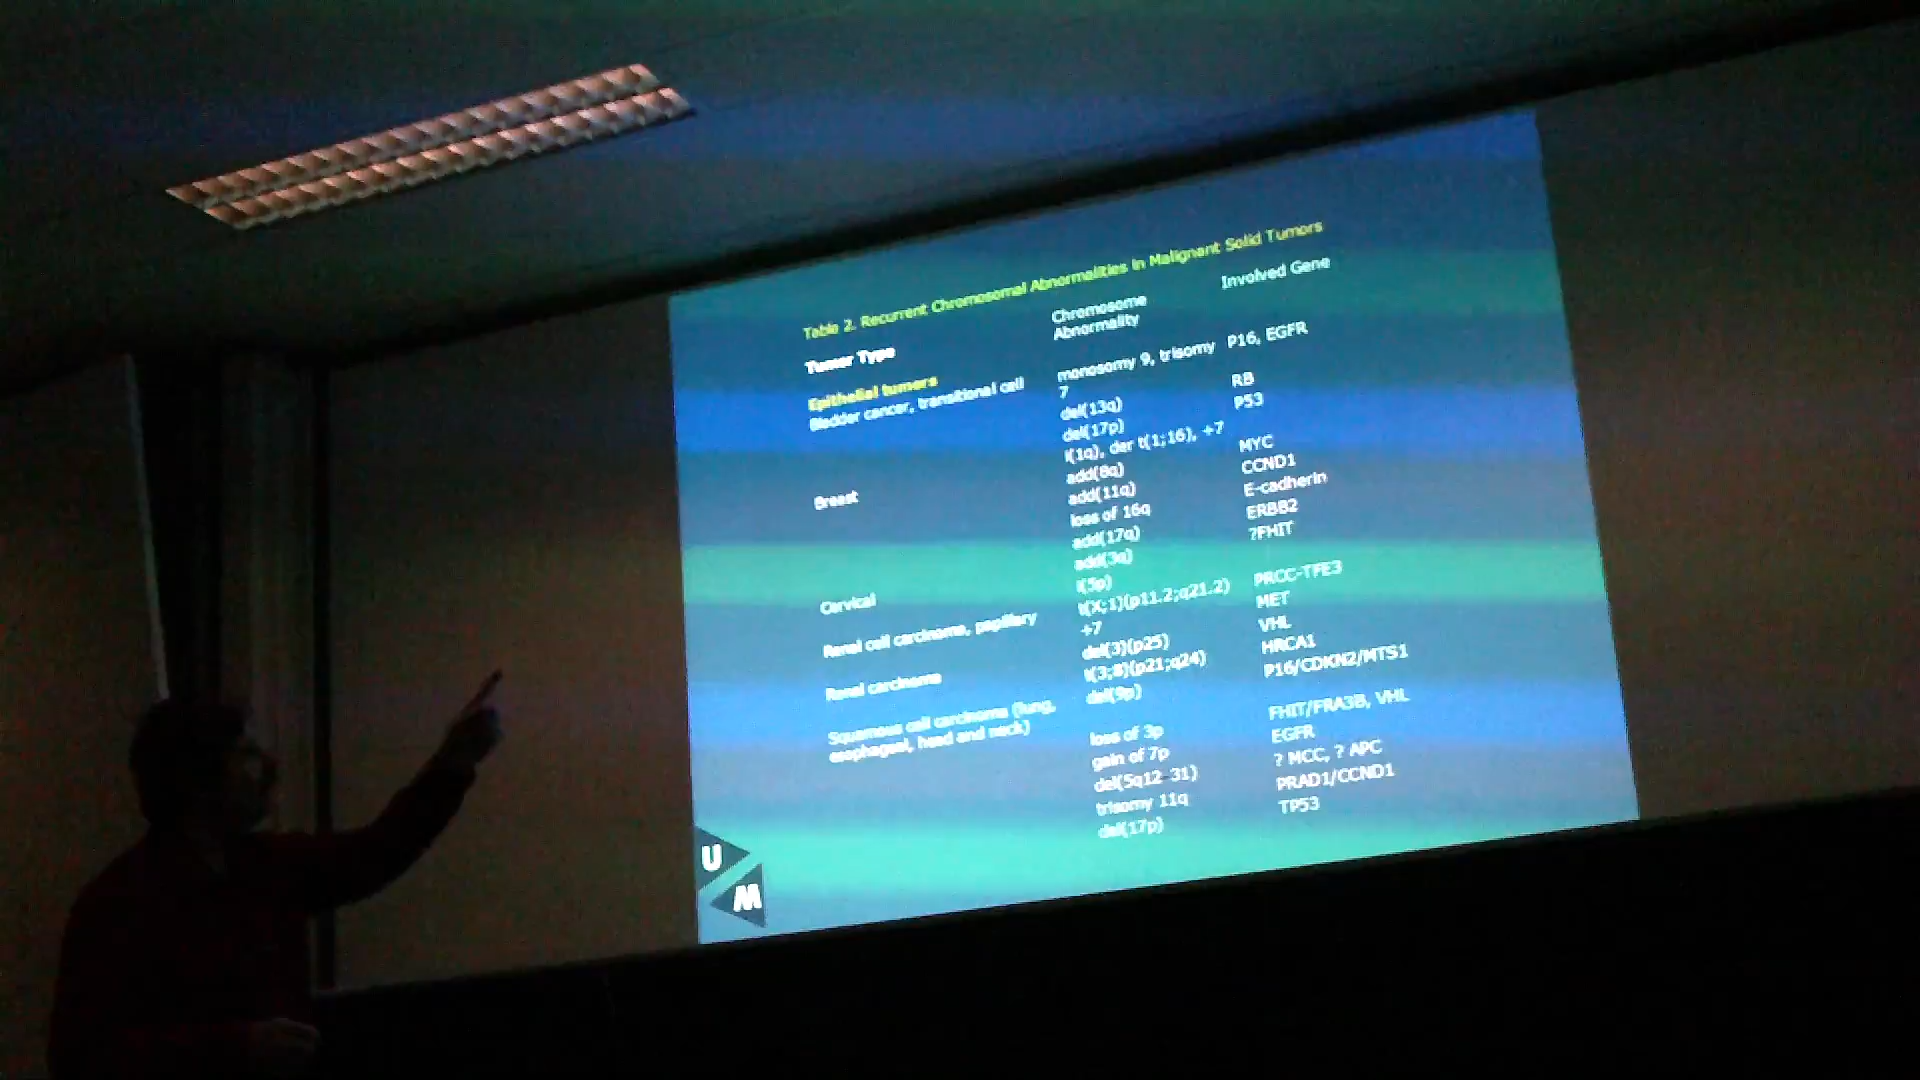 Table 2. Recurrent Chromosomal Abnormalities in Malignant Solid Tumors
Tumor Type Chromosome Abnormality Involved Gene
Epithelial tumors
Bladder cancer, transitional cell monosomy 9, trisomy 7 P16, EGFR
del(13q) RB
del(17p) P53
Breast i(1q), der t(1;16), +7
add(8q) MYC
add(11q) CCND1
loss of 16q E-cadherin
add(17q) ERBB2
add(3q) ?FHIT
Cervical i(5p)
Renal cell carcinoma, papillary t(X;1)(p11.2;q21.2) PRCC-TFE3
+7 MET
Renal carcinoma del(3)(p25) VHL
t(3;8)(p21;q24) HRCA1
Squamous cell carcinoma (lung, esophageal, head and neck) del(9p) P16/CDKN2/MTS1
loss of 3p FHIT/FRA3B, VHL
gain of 7p EGFR
del(5q12-31) ? MCC, ? APC
trisomy 11q PRAD1/CCND1
del(17p) TP53
U
M